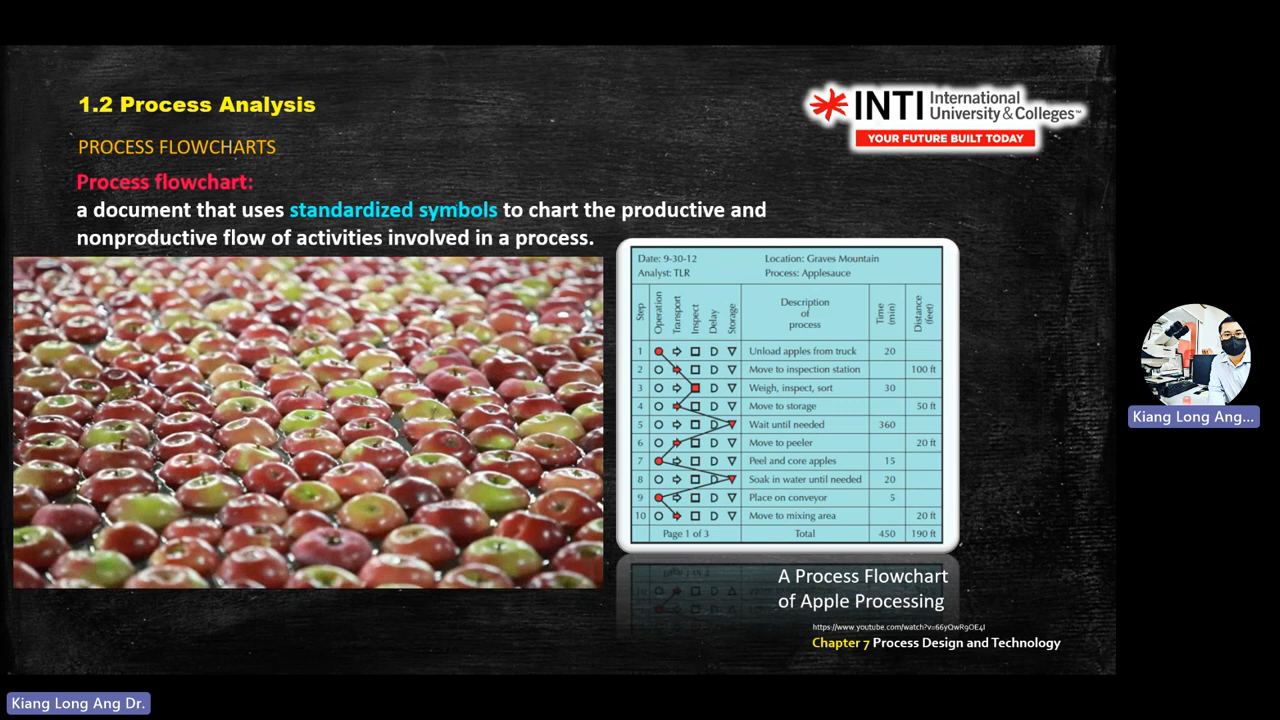 1.2 Process Analysis
INTI International
University & Colleges™
YOUR FUTURE BUILT TODAY
PROCESS FLOWCHARTS
Process flowchart:
a document that uses standardized symbols to chart the productive and
nonproductive flow of activities involved in a process.
Date: 9-30-12 Location: Graves Mountain
Analyst: TLR Process: Applesauce
Step Operation Transport Inspect Delay Storage Description of process Time (min) Distance (feet)
1 D Unload apples from truck 20
2 D Move to inspection station 100 ft
3 D Weigh, inspect, sort 30
4 D Move to storage 50 ft
5 D Wait until needed 360
6 D Move to peeler 20 ft
7 D Peel and core apples 15
8 D Soak in water until needed 20
9 D Place on conveyor 5
10 D Move to mixing area 20 ft
Page 1 of 3 Total 450 190 ft
A Process Flowchart
of Apple Processing
https://www.youtube.com/watch?v=66yQwR9OE4I
Chapter 7 Process Design and Technology
Kiang Long Ang...
Kiang Long Ang Dr.